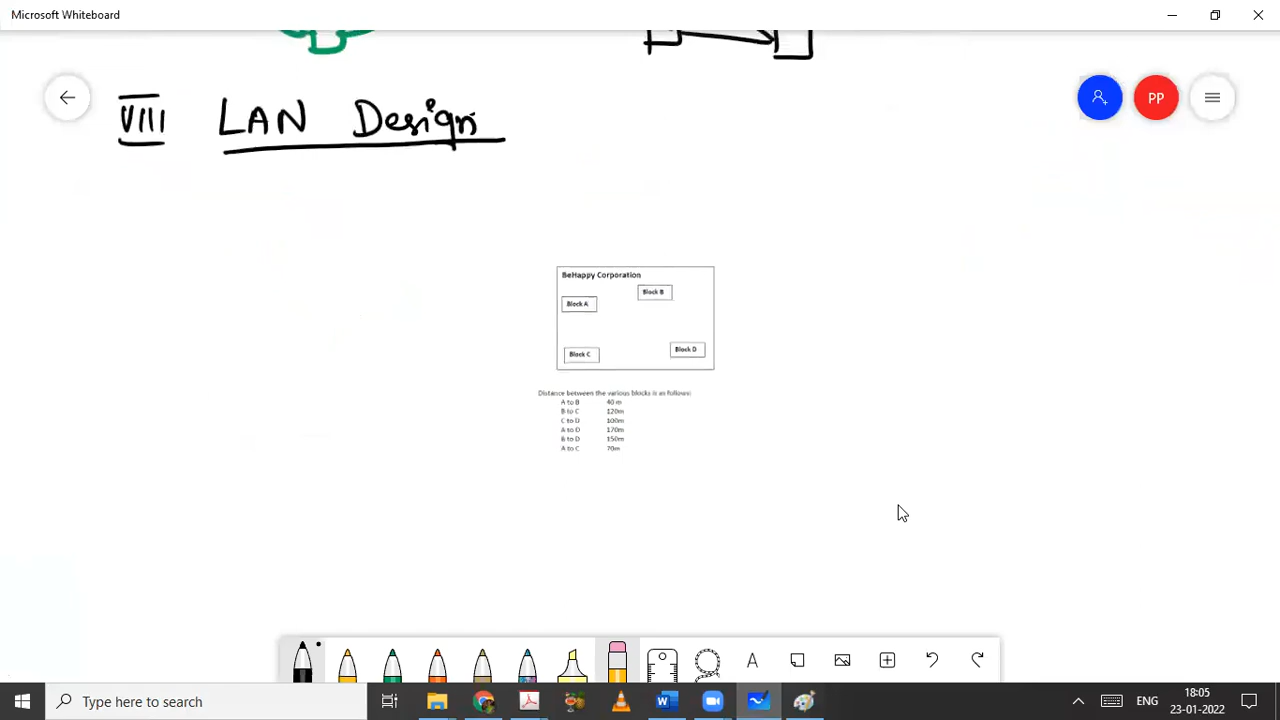 Microsoft Whiteboard
VIII LAN Design
PP
BeHappy Corporation
Block B
Block A
Block D
Block C
Distance between the various blocks is as follows:
A to B 40 m
B to C 120m
C to D 100m
A to D 170m
B to D 150m
A to C 70m
A
Type here to search
ENG
18:05
23-01-2022